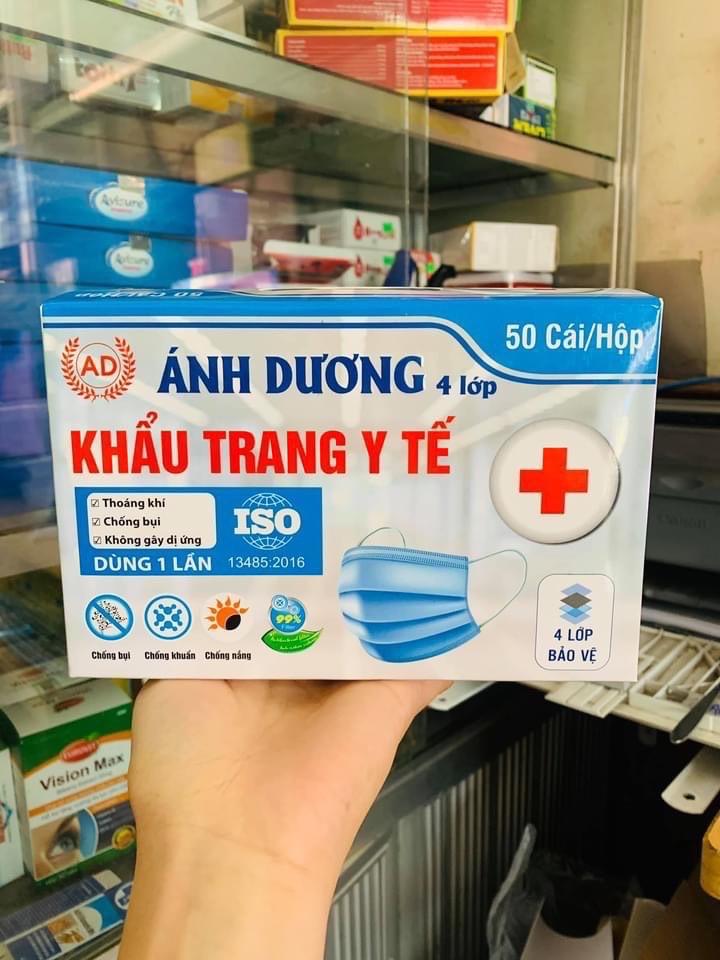 Avicure
Avicure
50 Cái/Hộp
AD
ÁNH DƯƠNG 4 lớp
KHẨU TRANG Y TẾ
Thoáng khí
Chống bụi
Không gây dị ứng
DÙNG 1 LẦN
ISO
13485:2016
99%
Chống bụi
Chống khuẩn
Chống nắng
4 LỚP
BẢO VỆ
Vision Max